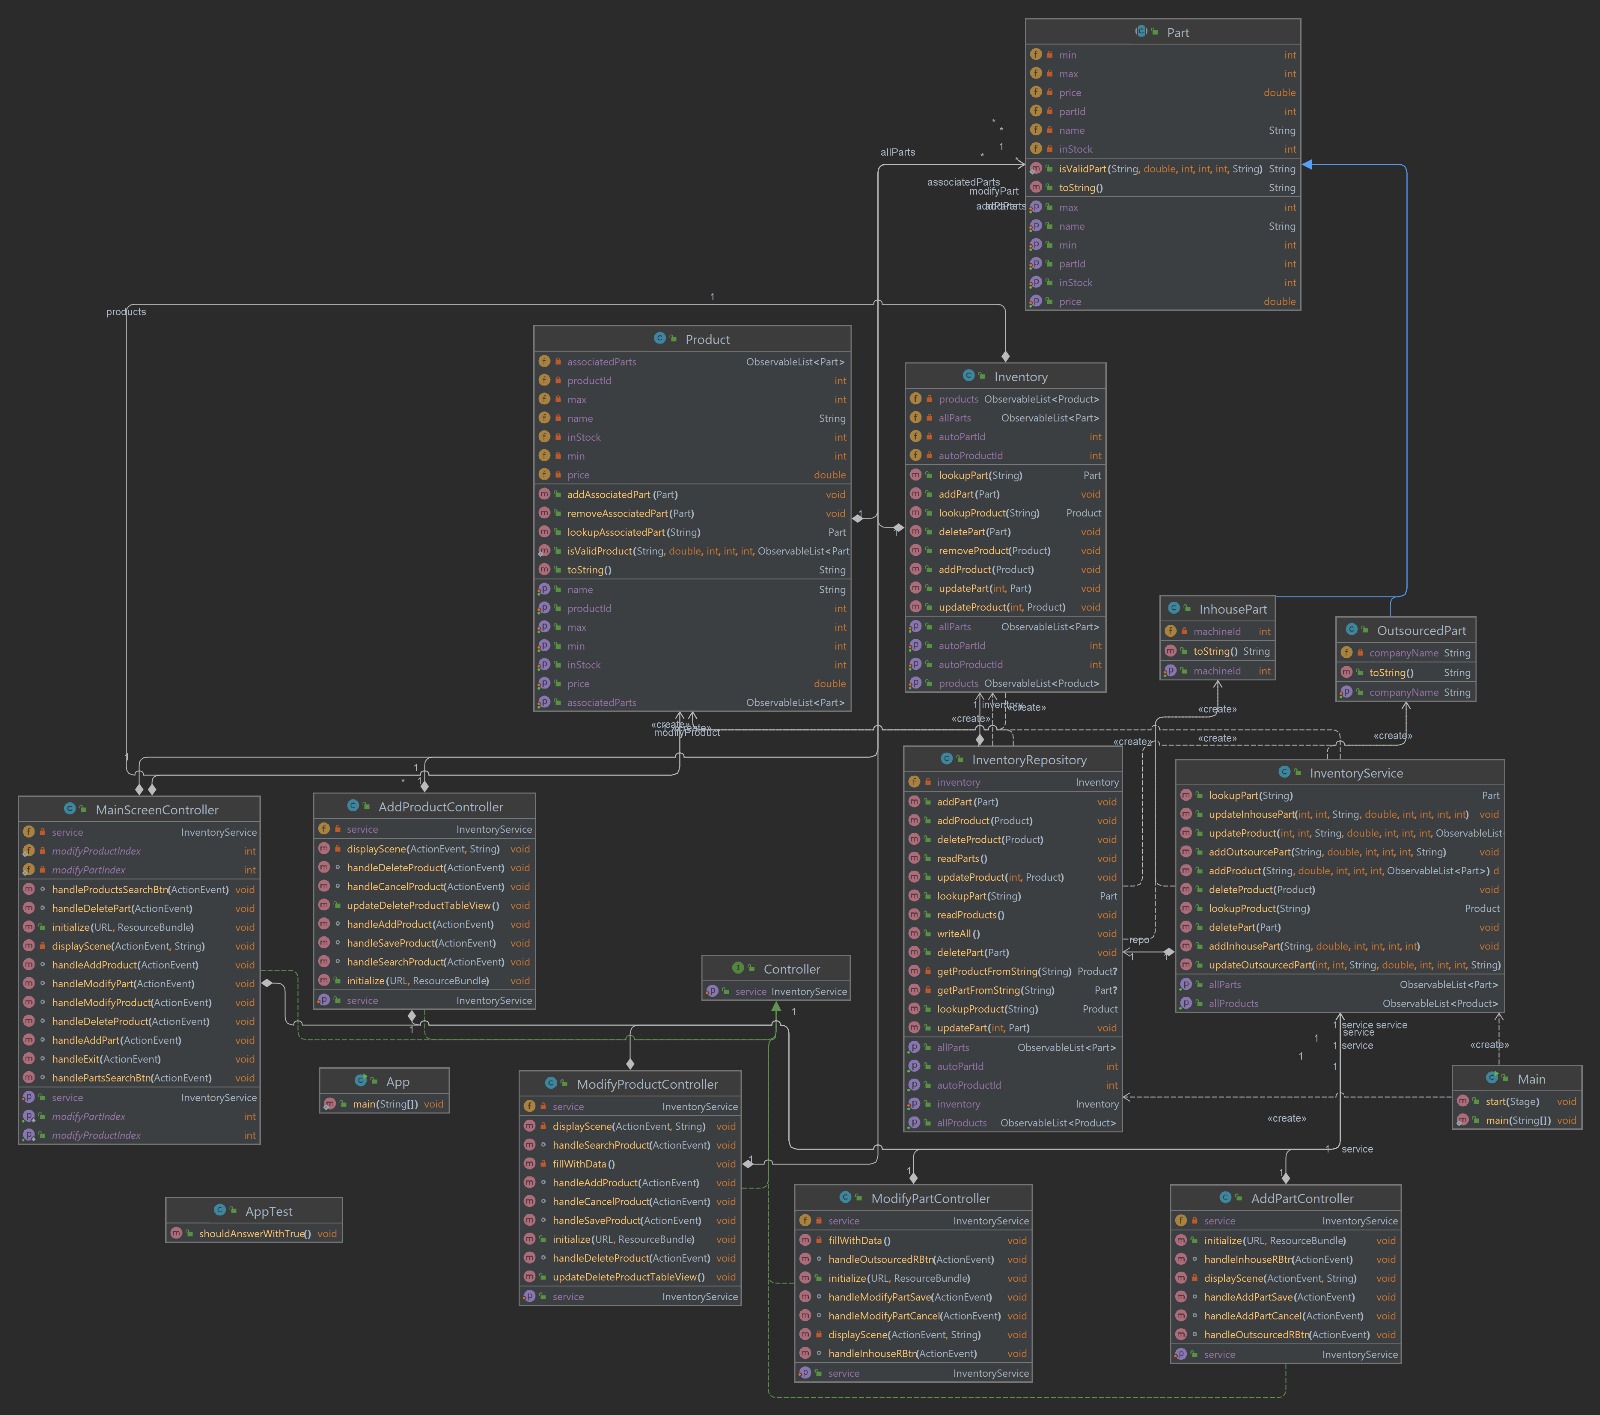 Part
min int
max int
price double
partId int
name String
inStock int
isValidPart(String, double, int, int, int, String) String
toString() String
max int
name String
min int
partId int
inStock int
price double
*
*
1
*
allParts
associatedParts
modifyPart
1
products
Product
associatedParts ObservableList<Part>
productId int
max int
name String
inStock int
min int
price double
addAssociatedPart(Part) void
removeAssociatedPart(Part) void
lookupAssociatedPart(String) Part
isValidProduct(String, double, int, int, int, ObservableList<Part
toString() String
name String
productId int
max int
min int
inStock int
price double
associatedParts ObservableList<Part>
1
Inventory
products ObservableList<Product>
allParts ObservableList<Part>
autoPartId int
autoProductId int
lookupPart(String) Part
addPart(Part) void
lookupProduct(String) Product
deletePart(Part) void
removeProduct(Product) void
addProduct(Product) void
updatePart(int, Part) void
updateProduct(int, Product) void
allParts ObservableList<Part>
autoPartId int
autoProductId int
products ObservableList<Product>
InhousePart
machineId int
toString() String
machineId int
OutsourcedPart
companyName String
toString() String
companyName String
«create»
modifyProduct
1 inventory
«create»
«create»
«create»
«create»
«create»
1
1
* 1
MainScreenController
service InventoryService
modifyProductIndex int
modifyPartIndex int
handleProductsSearchBtn(ActionEvent) void
handleDeletePart(ActionEvent) void
initialize(URL, ResourceBundle) void
displayScene(ActionEvent, String) void
handleAddProduct(ActionEvent) void
handleModifyPart(ActionEvent) void
handleModifyProduct(ActionEvent) void
handleDeleteProduct(ActionEvent) void
handleAddPart(ActionEvent) void
handleExit(ActionEvent) void
handlePartsSearchBtn(ActionEvent) void
service InventoryService
modifyPartIndex int
modifyProductIndex int
AddProductController
service InventoryService
displayScene(ActionEvent, String) void
handleDeleteProduct(ActionEvent) void
handleCancelProduct(ActionEvent) void
updateDeleteProductTableView() void
handleAddProduct(ActionEvent) void
handleSaveProduct(ActionEvent) void
handleSearchProduct(ActionEvent) void
initialize(URL, ResourceBundle) void
service InventoryService
1
InventoryRepository
inventory Inventory
addPart(Part) void
addProduct(Product) void
deleteProduct(Product) void
readParts() void
updateProduct(int, Product) void
lookupPart(String) Part
readProducts() void
writeAll() void
deletePart(Part) void
getProductFromString(String) Product?
getPartFromString(String) Part?
lookupProduct(String) Product
updatePart(int, Part) void
allParts ObservableList<Part>
autoPartId int
autoProductId int
inventory Inventory
allProducts ObservableList<Product>
repo
1 1
InventoryService
lookupPart(String) Part
updateInhousePart(int, int, String, double, int, int, int, int) void
updateProduct(int, int, String, double, int, int, int, ObservableList
addOutsourcePart(String, double, int, int, int, String) void
addProduct(String, double, int, int, int, ObservableList<Part>) d
deleteProduct(Product) void
lookupProduct(String) Product
deletePart(Part) void
addInhousePart(String, double, int, int, int, int) void
updateOutsourcedPart(int, int, String, double, int, int, int, String)
allParts ObservableList<Part>
allProducts ObservableList<Product>
Controller
service InventoryService
1
1 service service
service
1 1 service
1
1
«create»
Main
start(Stage) void
main(String[]) void
«create»
1 service
App
main(String[]) void
ModifyProductController
service InventoryService
displayScene(ActionEvent, String) void
handleSearchProduct(ActionEvent) void
fillWithData() void
handleAddProduct(ActionEvent) void
handleCancelProduct(ActionEvent) void
handleSaveProduct(ActionEvent) void
initialize(URL, ResourceBundle) void
handleDeleteProduct(ActionEvent) void
updateDeleteProductTableView() void
service InventoryService
1
AppTest
shouldAnswerWithTrue() void
1
ModifyPartController
service InventoryService
fillWithData() void
handleOutsourcedRBtn(ActionEvent) void
initialize(URL, ResourceBundle) void
handleModifyPartSave(ActionEvent) void
handleModifyPartCancel(ActionEvent) void
displayScene(ActionEvent, String) void
handleInhouseRBtn(ActionEvent) void
service InventoryService
1
AddPartController
service InventoryService
initialize(URL, ResourceBundle) void
handleInhouseRBtn(ActionEvent) void
displayScene(ActionEvent, String) void
handleAddPartSave(ActionEvent) void
handleAddPartCancel(ActionEvent) void
handleOutsourcedRBtn(ActionEvent) void
service InventoryService